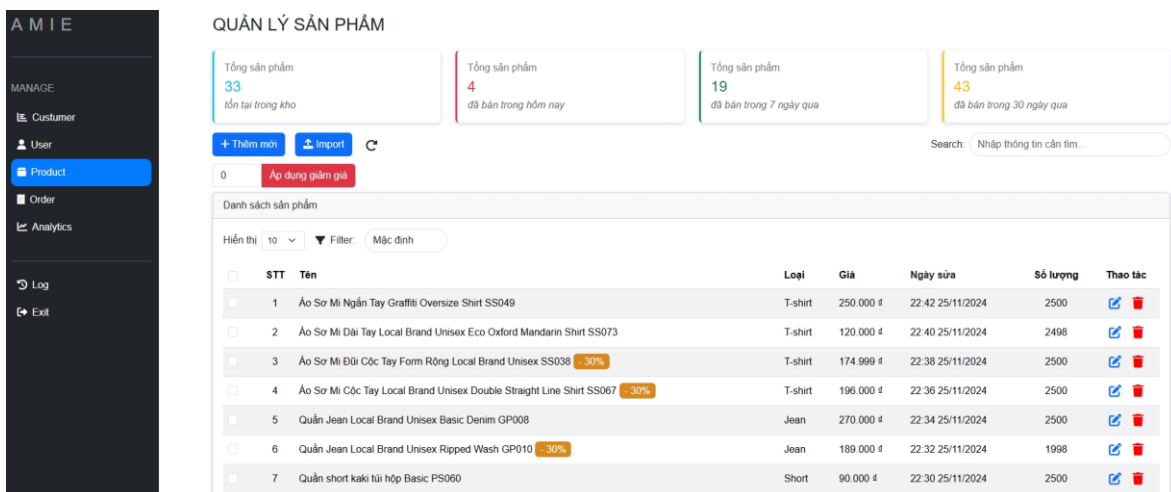 AMIE
MANAGE
Custumer
User
Product
Order
Analytics
Log
Exit
QUẢN LÝ SẢN PHẨM
Tổng sản phẩm
33
tồn tại trong kho
Tổng sản phẩm
4
đã bán trong hôm nay
Tổng sản phẩm
19
đã bán trong 7 ngày qua
Tổng sản phẩm
43
đã bán trong 30 ngày qua
+ Thêm mới Import Search: Nhập thông tin cần tìm...
0 Áp dụng giảm giá
Danh sách sản phẩm
Hiển thị 10 Filter: Mặc định
STT Tên Loại Giá Ngày sửa Số lượng Thao tác
1 Áo Sơ Mi Ngắn Tay Graffiti Oversize Shirt SS049 T-shirt 250.000 ₫ 22:42 25/11/2024 2500
2 Áo Sơ Mi Dài Tay Local Brand Unisex Eco Oxford Mandarin Shirt SS073 T-shirt 120.000 ₫ 22:40 25/11/2024 2498
3 Áo Sơ Mi Đũi Cộc Tay Form Rộng Local Brand Unisex SS038 - 30% T-shirt 174.999 ₫ 22:38 25/11/2024 2500
4 Áo Sơ Mi Cộc Tay Local Brand Unisex Double Straight Line Shirt SS067 - 30% T-shirt 196.000 ₫ 22:36 25/11/2024 2500
5 Quần Jean Local Brand Unisex Basic Denim GP008 Jean 270.000 ₫ 22:34 25/11/2024 2500
6 Quần Jean Local Brand Unisex Ripped Wash GP010 - 30% Jean 189.000 ₫ 22:32 25/11/2024 1998
7 Quần short kaki túi hộp Basic PS060 Short 90.000 ₫ 22:30 25/11/2024 2500